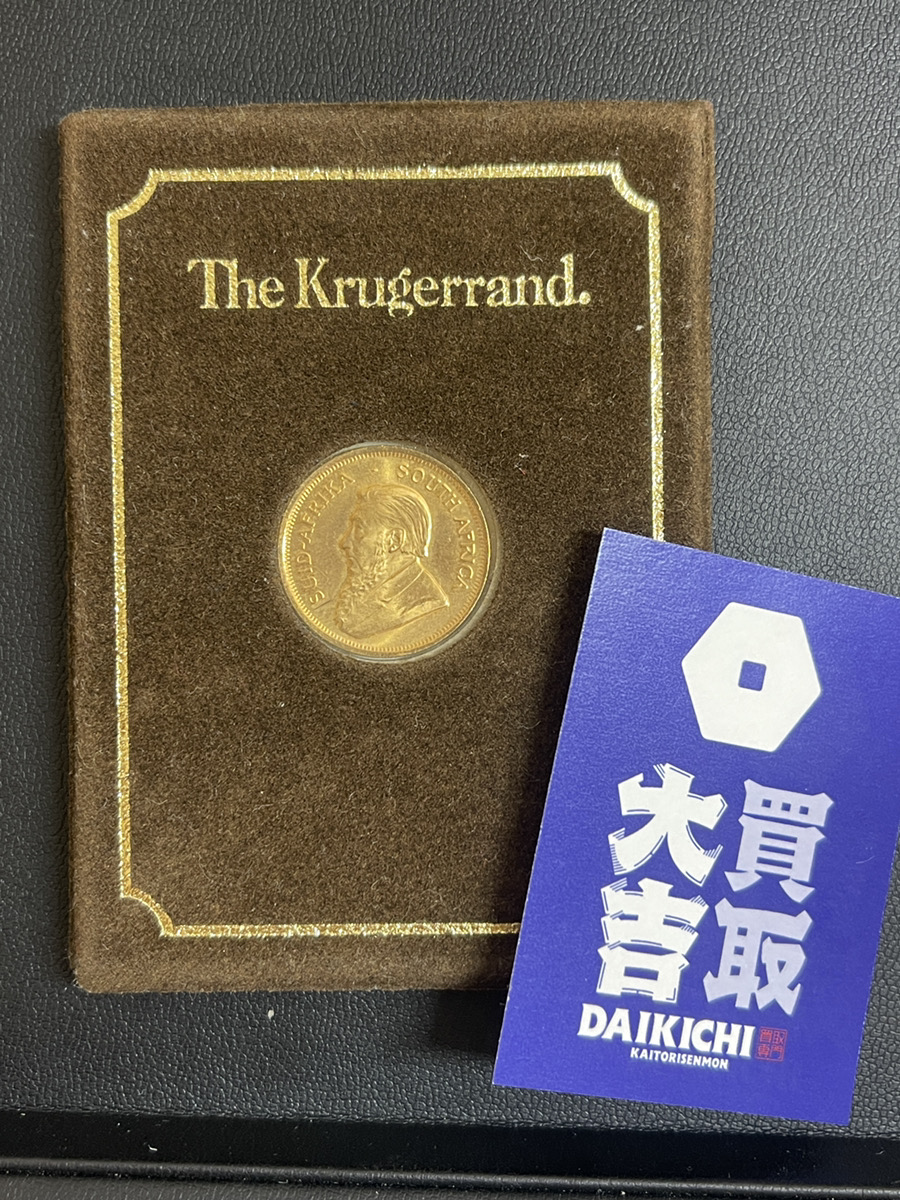 The Krugerrand.
SUID-AFRIKA · SOUTH AFRICA
買取
大吉
DAIKICHI
KAITORISENMON